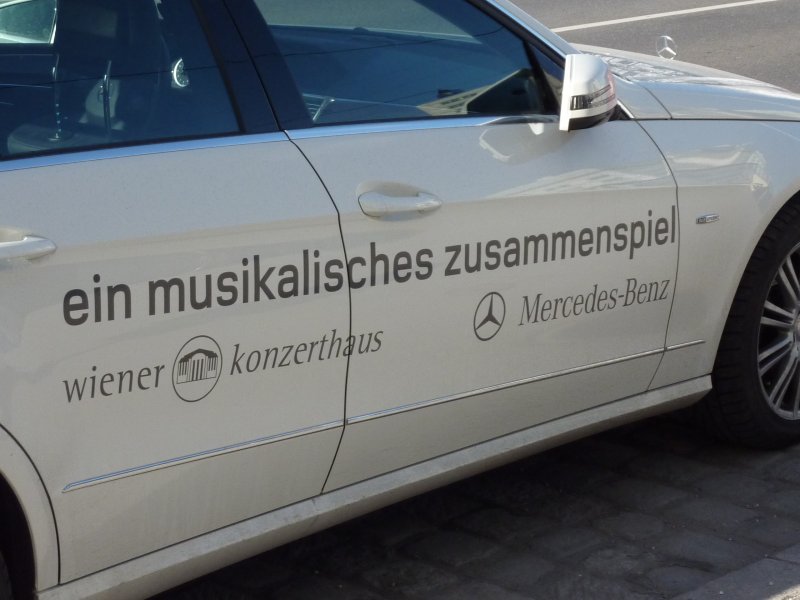 ein musikalisches zusammenspiel
wiener konzerthaus
Mercedes-Benz